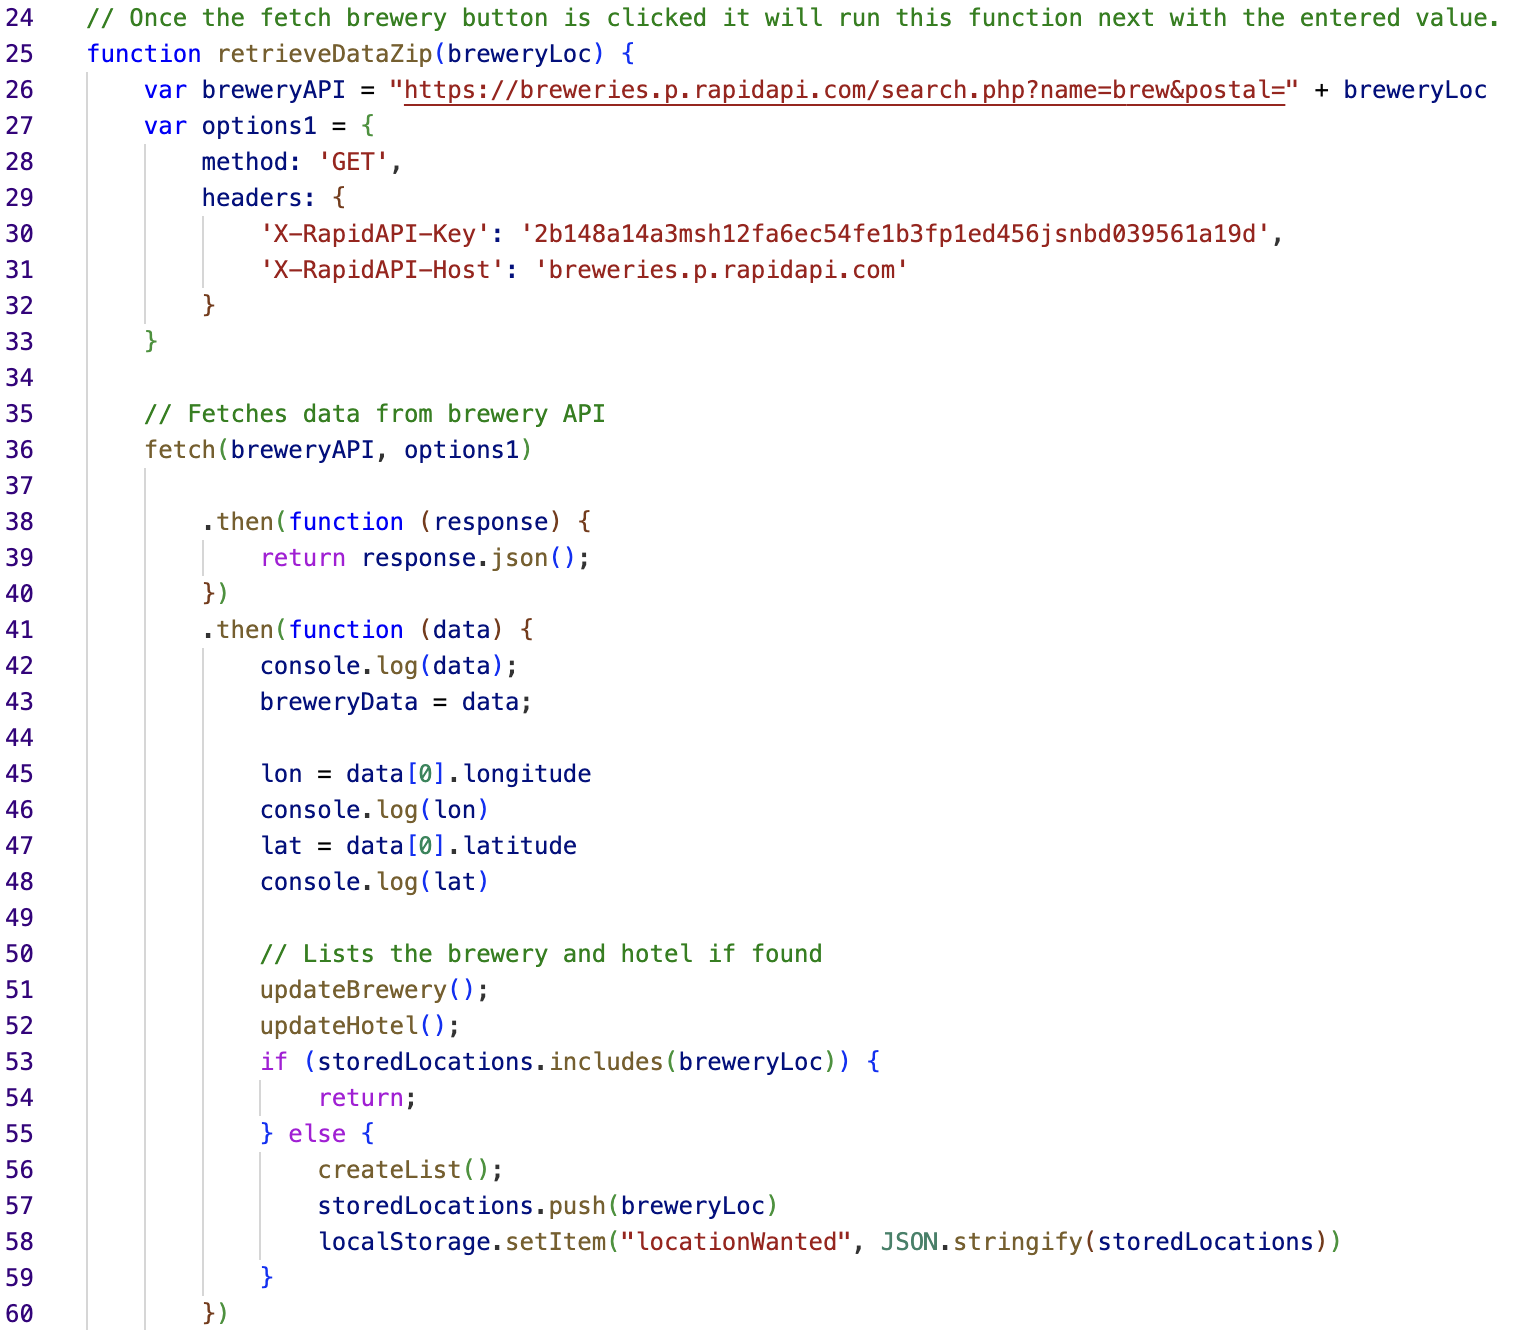 24 // Once the fetch brewery button is clicked it will run this function next with the entered value.
25 function retrieveDataZip(breweryLoc) {
26     var breweryAPI = "https://breweries.p.rapidapi.com/search.php?name=brew&postal=" + breweryLoc
27     var options1 = {
28         method: 'GET',
29         headers: {
30             'X-RapidAPI-Key': '2b148a14a3msh12fa6ec54fe1b3fp1ed456jsnbd039561a19d',
31             'X-RapidAPI-Host': 'breweries.p.rapidapi.com'
32         }
33     }
34
35     // Fetches data from brewery API
36     fetch(breweryAPI, options1)
37
38         .then(function (response) {
39             return response.json();
40         })
41         .then(function (data) {
42             console.log(data);
43             breweryData = data;
44
45             lon = data[0].longitude
46             console.log(lon)
47             lat = data[0].latitude
48             console.log(lat)
49
50             // Lists the brewery and hotel if found
51             updateBrewery();
52             updateHotel();
53             if (storedLocations.includes(breweryLoc)) {
54                 return;
55             } else {
56                 createList();
57                 storedLocations.push(breweryLoc)
58                 localStorage.setItem("locationWanted", JSON.stringify(storedLocations))
59             }
60         })